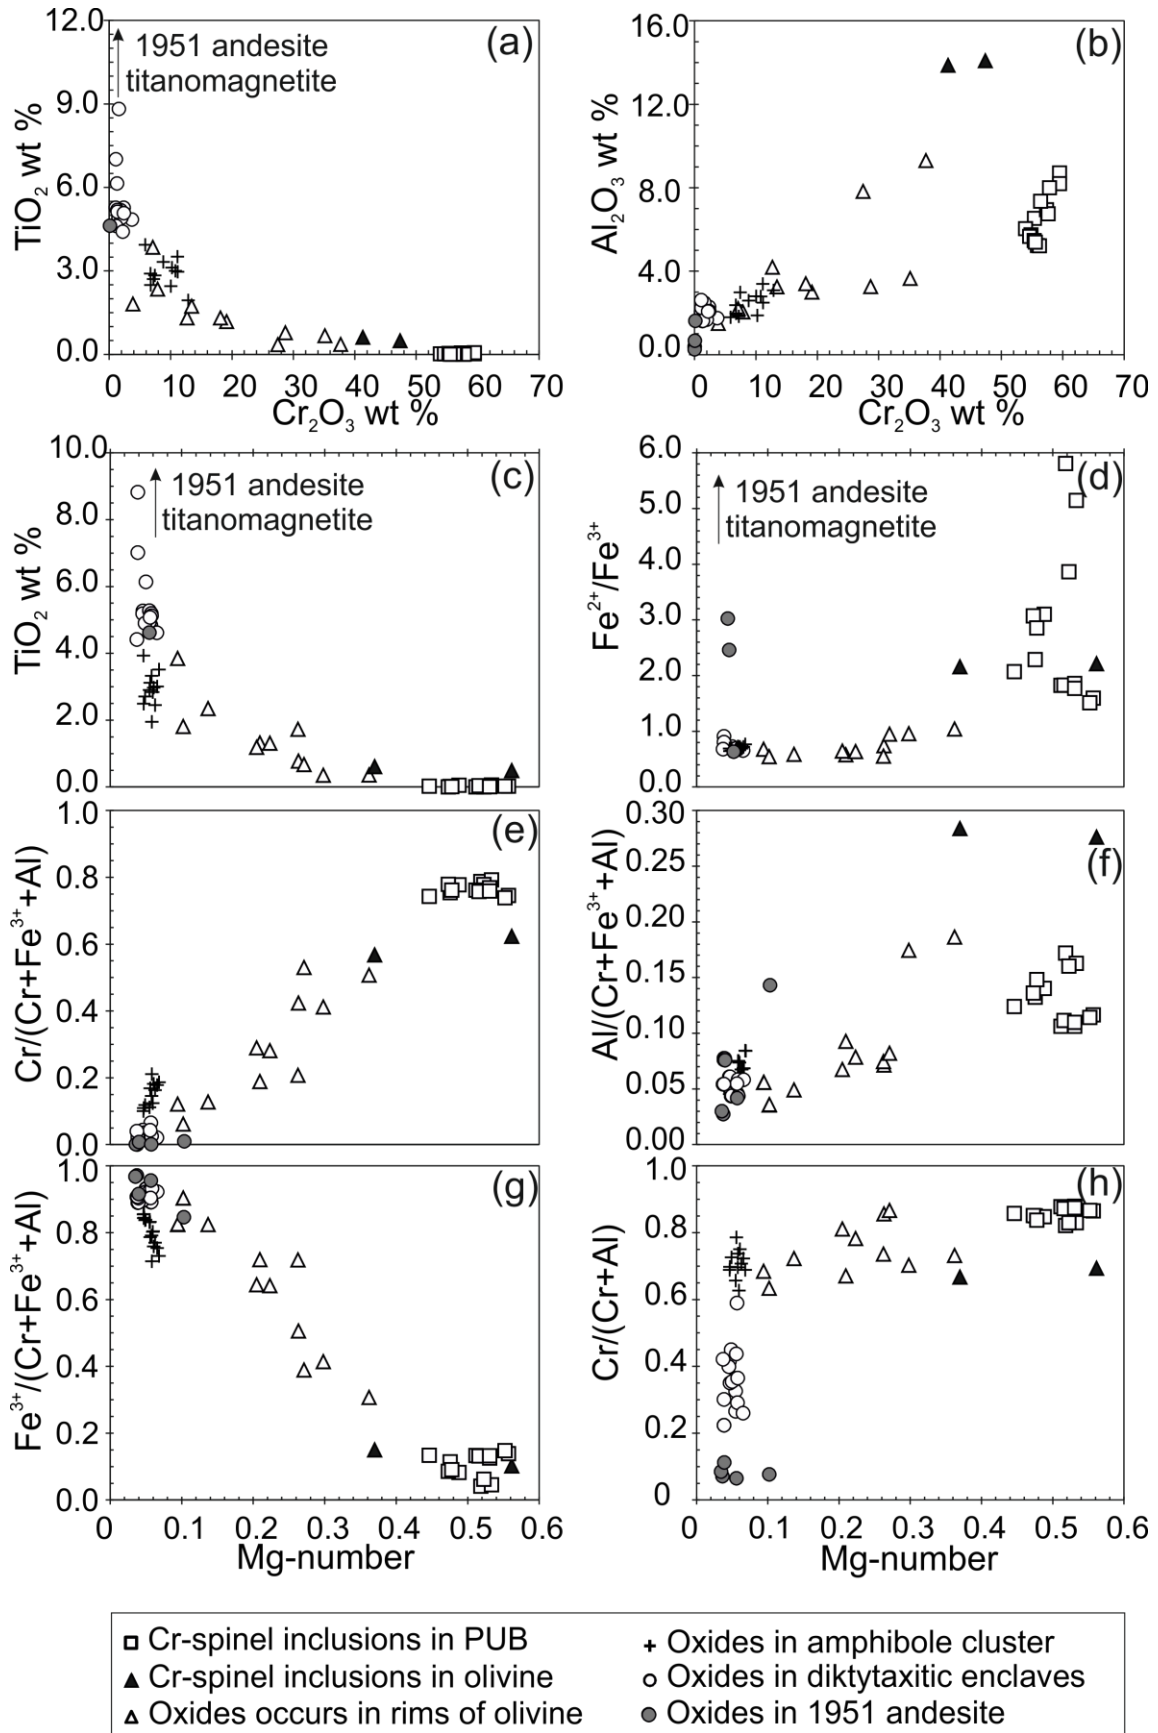 12.0
9.0
6.0
3.0
0.0
TiO2 wt %
1951 andesite
titanomagnetite
(a)
0 10 20 30 40 50 60 70
Cr2O3 wt %
16.0
12.0
8.0
4.0
0.0
Al2O3 wt %
(b)
0 10 20 30 40 50 60 70
Cr2O3 wt %
10.0
8.0
6.0
4.0
2.0
0.0
TiO2 wt %
1951 andesite
titanomagnetite
(c)
6.0
5.0
4.0
3.0
2.0
1.0
0.0
Fe2+/Fe3+
1951 andesite
titanomagnetite
(d)
1.0
0.8
0.6
0.4
0.2
0.0
Cr/(Cr+Fe3++Al)
(e)
0.30
0.25
0.20
0.15
0.10
0.05
0.00
Al/(Cr+Fe3++Al)
(f)
1.0
0.8
0.6
0.4
0.2
0.0
Fe3+/(Cr+Fe3++Al)
(g)
0 0.1 0.2 0.3 0.4 0.5 0.6
Mg-number
1.0
0.8
0.6
0.4
0.2
0
Cr/(Cr+Al)
(h)
0 0.1 0.2 0.3 0.4 0.5 0.6
Mg-number
Cr-spinel inclusions in PUB
Cr-spinel inclusions in olivine
Oxides occurs in rims of olivine
Oxides in amphibole cluster
Oxides in diktytaxitic enclaves
Oxides in 1951 andesite